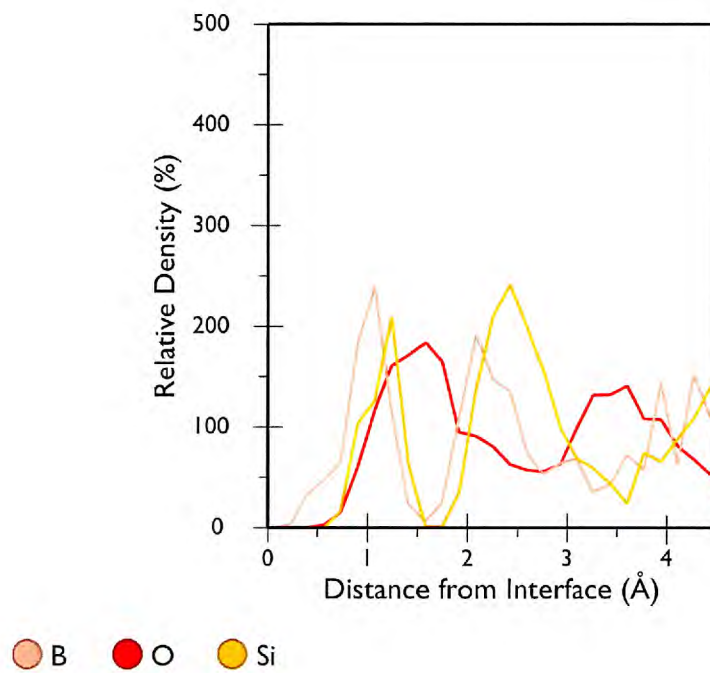 500
400
300
200
100
0
Relative Density (%)
0 1 2 3 4
Distance from Interface (Å)
B O Si